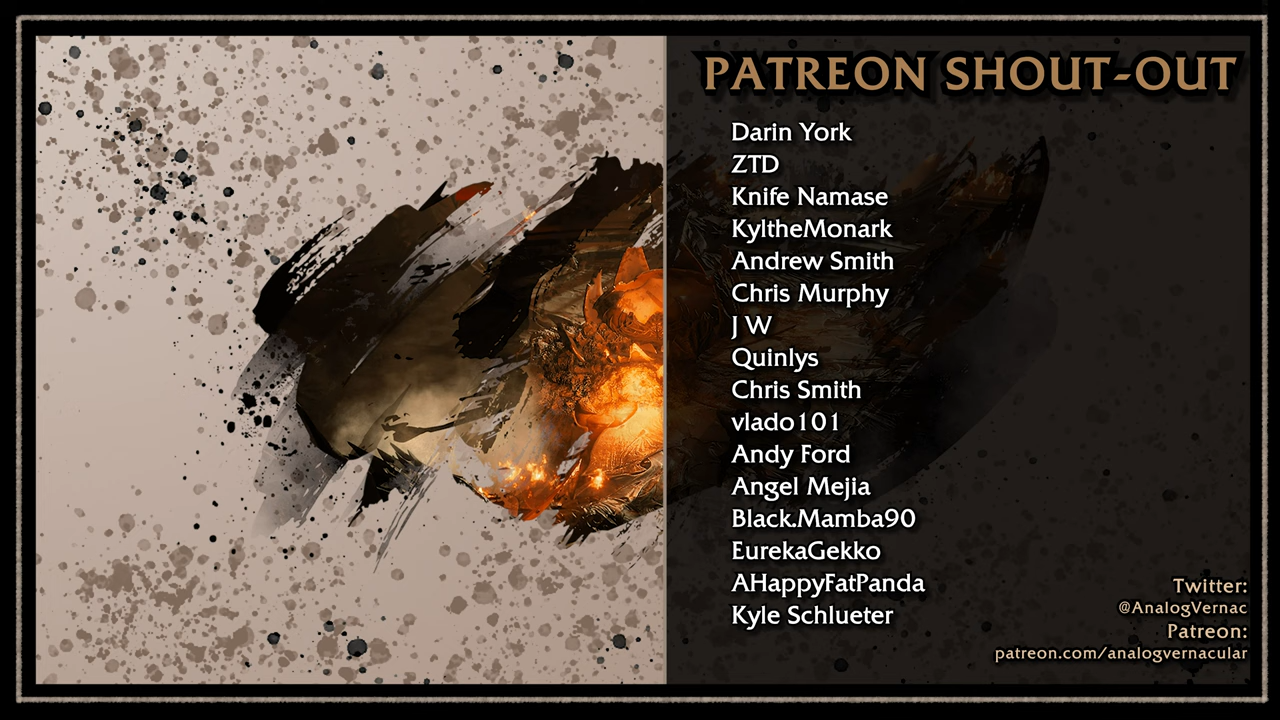 PATREON SHOUT-OUT
Darin York
ZTD
Knife Namase
KyltheMonark
Andrew Smith
Chris Murphy
J W
Quinlys
Chris Smith
vlado101
Andy Ford
Angel Mejia
Black.Mamba90
EurekaGekko
AHappyFatPanda
Kyle Schlueter
Twitter:
@AnalogVernac
Patreon:
patreon.com/analogvernacular